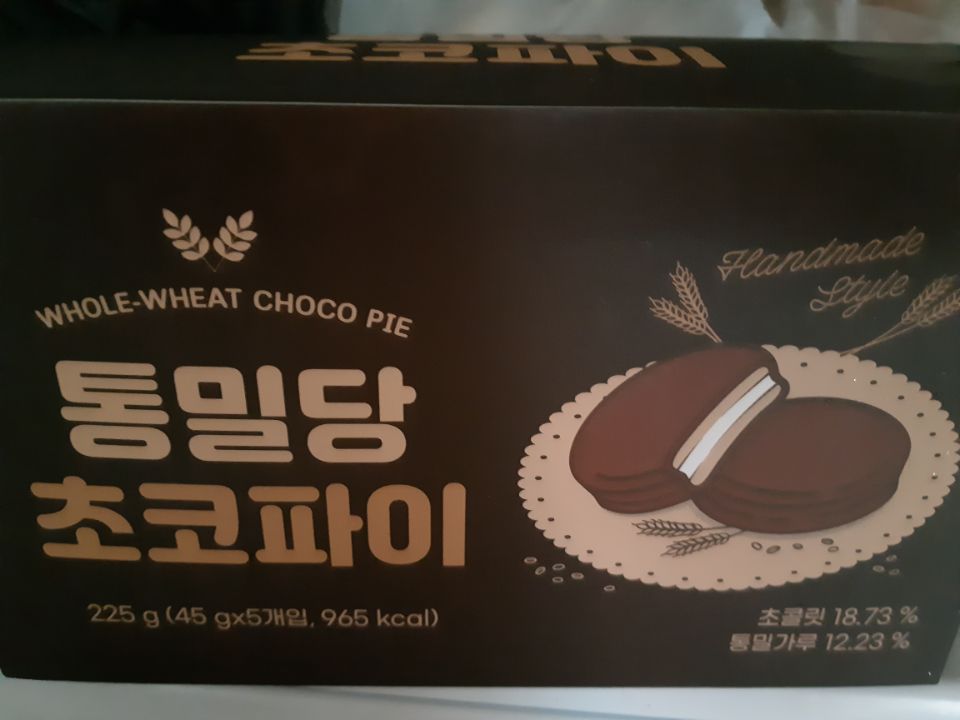 초코파이
WHOLE-WHEAT CHOCO PIE
통밀당
초코파이
225 g (45 gx5개입, 965 kcal)
Handmade
Style
초콜릿 18.73 %
통밀가루 12.23 %